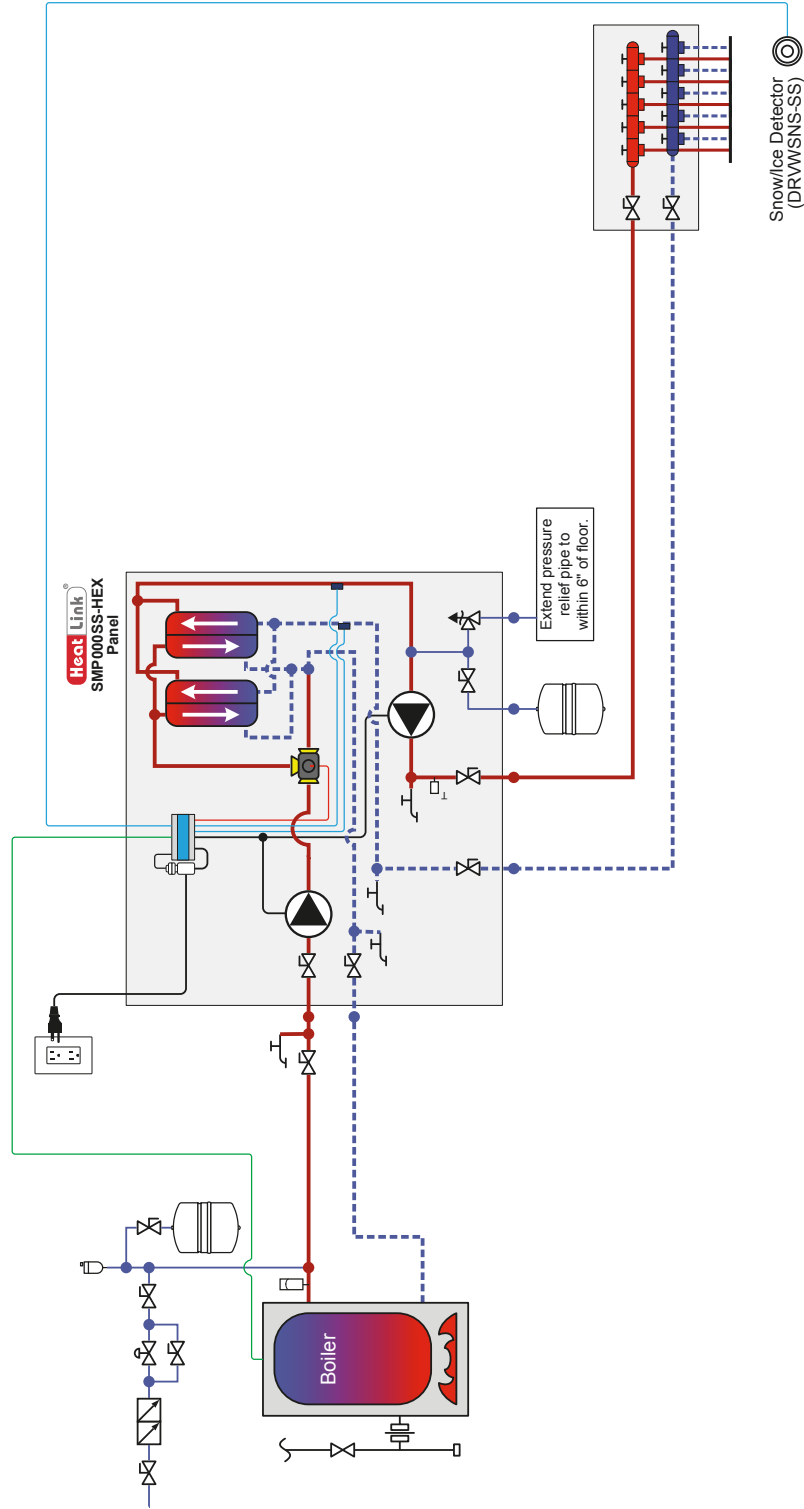 Heat Link®
SMP000SS-HEX
Panel
Extend pressure
relief pipe to
within 6" of floor.
Snow/Ice Detector
(DRVWSNS-SS)
Boiler